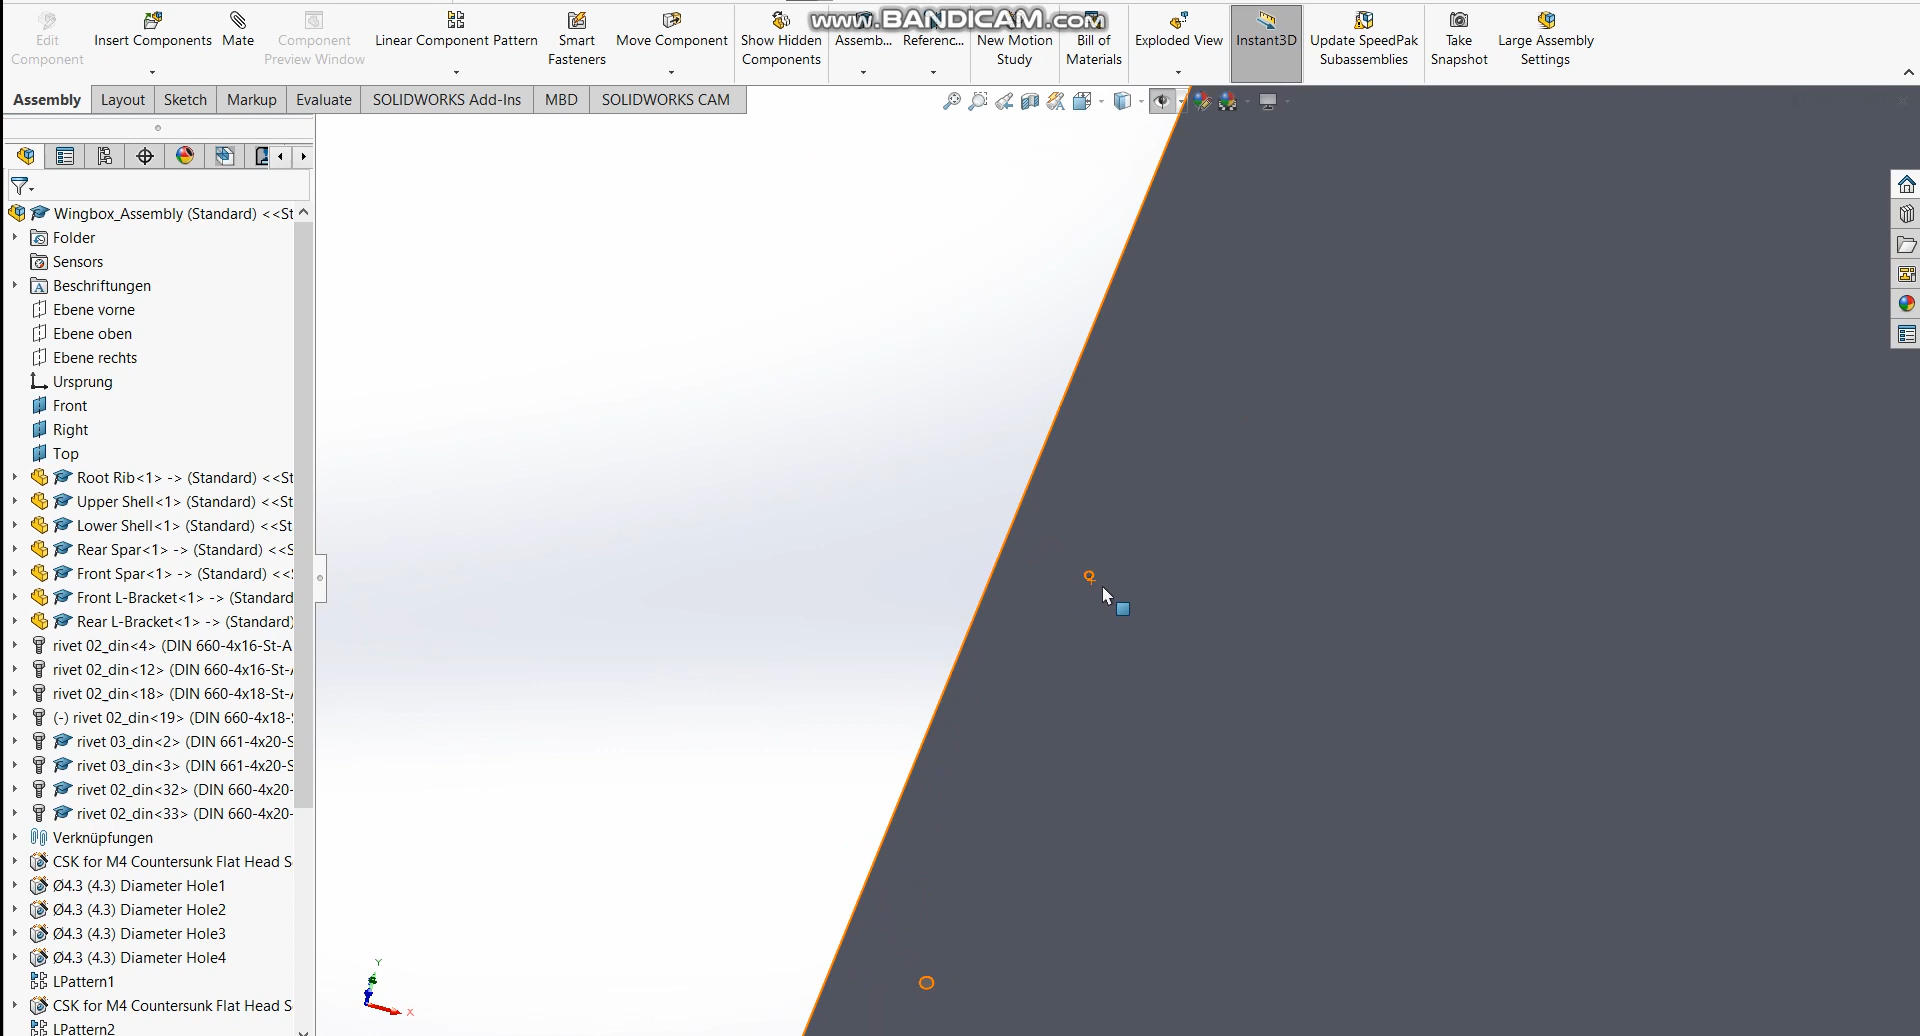 www.BANDICAM.com
Edit Component
Insert Components
Mate
Component Preview Window
Linear Component Pattern
Smart Fasteners
Move Component
Show Hidden Components
Assemb...
Referenc...
New Motion Study
Bill of Materials
Exploded View
Instant3D
Update SpeedPak Subassemblies
Take Snapshot
Large Assembly Settings
Assembly
Layout
Sketch
Markup
Evaluate
SOLIDWORKS Add-Ins
MBD
SOLIDWORKS CAM
Wingbox_Assembly (Standard) <<St
Folder
Sensors
A Beschriftungen
Ebene vorne
Ebene oben
Ebene rechts
Ursprung
Front
Right
Top
Root Rib<1> -> (Standard) <<St
Upper Shell<1> (Standard) <<St
Lower Shell<1> (Standard) <<St
Rear Spar<1> -> (Standard) <<S
Front Spar<1> -> (Standard) <<
Front L-Bracket<1> -> (Standard
Rear L-Bracket<1> -> (Standard)
rivet 02_din<4> (DIN 660-4x16-St-A
rivet 02_din<12> (DIN 660-4x16-St-
rivet 02_din<18> (DIN 660-4x18-St-
(-) rivet 02_din<19> (DIN 660-4x18-
rivet 03_din<2> (DIN 661-4x20-S
rivet 03_din<3> (DIN 661-4x20-S
rivet 02_din<32> (DIN 660-4x20-
rivet 02_din<33> (DIN 660-4x20-
Verknüpfungen
CSK for M4 Countersunk Flat Head S
Ø4.3 (4.3) Diameter Hole1
Ø4.3 (4.3) Diameter Hole2
Ø4.3 (4.3) Diameter Hole3
Ø4.3 (4.3) Diameter Hole4
LPattern1
CSK for M4 Countersunk Flat Head S
LPattern2
Y
X